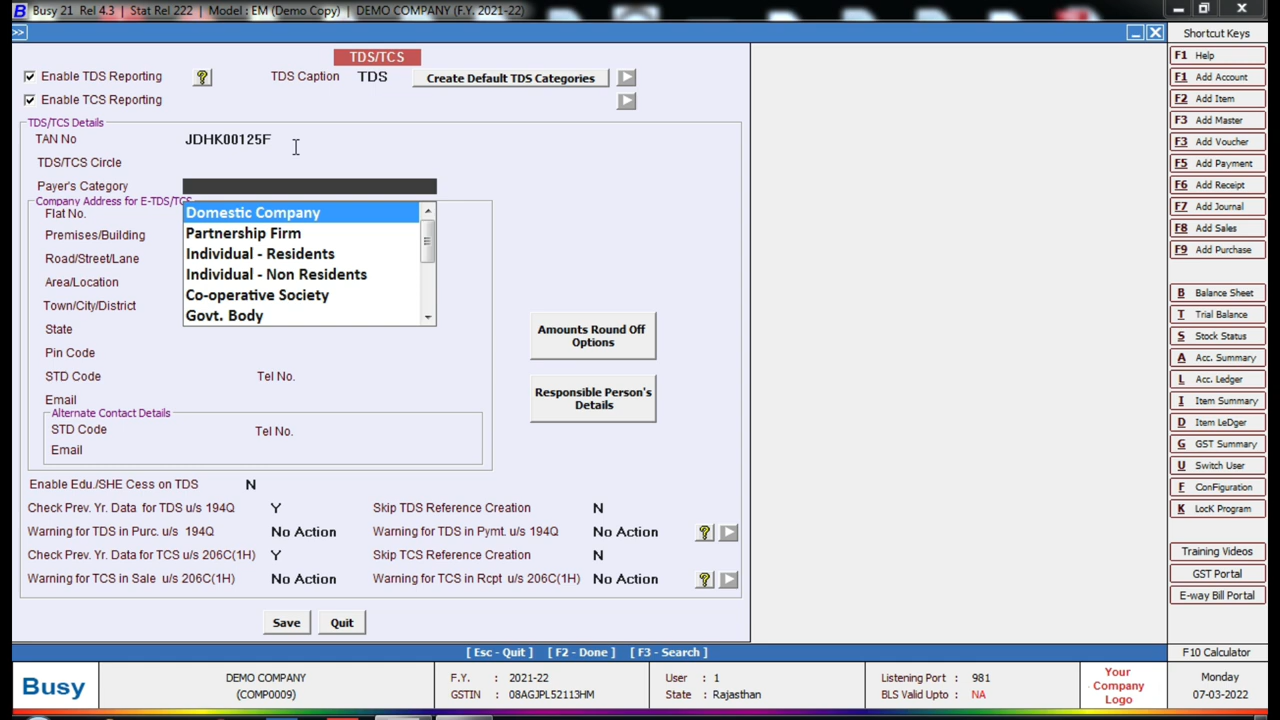 B Busy 21 Rel 4.3 | Stat Rel 222 | Model : EM (Demo Copy) | DEMO COMPANY (F.Y. 2021-22)
>>
TDS/TCS
Enable TDS Reporting ? TDS Caption TDS Create Default TDS Categories
Enable TCS Reporting
TDS/TCS Details
TAN No JDHK00125F
TDS/TCS Circle
Payer's Category
Company Address for E-TDS/TCS
Flat No.
Premises/Building
Road/Street/Lane
Area/Location
Town/City/District
State
Pin Code
STD Code Tel No.
Email
Domestic Company
Partnership Firm
Individual - Residents
Individual - Non Residents
Co-operative Society
Govt. Body
Alternate Contact Details
STD Code Tel No.
Email
Amounts Round Off
Options
Responsible Person's
Details
Enable Edu./SHE Cess on TDS N
Check Prev. Yr. Data for TDS u/s 194Q Y Skip TDS Reference Creation N
Warning for TDS in Purc. u/s 194Q No Action Warning for TDS in Pymt. u/s 194Q No Action ?
Check Prev. Yr. Data for TCS u/s 206C(1H) Y Skip TCS Reference Creation N
Warning for TCS in Sale u/s 206C(1H) No Action Warning for TCS in Rcpt u/s 206C(1H) No Action ?
Save Quit
[ Esc - Quit ] [ F2 - Done ] [ F3 - Search ]
Shortcut Keys
F1 Help
F1 Add Account
F2 Add Item
F3 Add Master
F3 Add Voucher
F5 Add Payment
F6 Add Receipt
F7 Add Journal
F8 Add Sales
F9 Add Purchase
B Balance Sheet
T Trial Balance
S Stock Status
A Acc. Summary
L Acc. Ledger
I Item Summary
D Item LeDger
G GST Summary
U Switch User
F ConFiguration
K LocK Program
Training Videos
GST Portal
E-way Bill Portal
F10 Calculator
Busy
DEMO COMPANY
(COMP0009)
F.Y. : 2021-22
GSTIN : 08AGJPL52113HM
User : 1
State : Rajasthan
Listening Port : 981
BLS Valid Upto : NA
Your
Company
Logo
Monday
07-03-2022